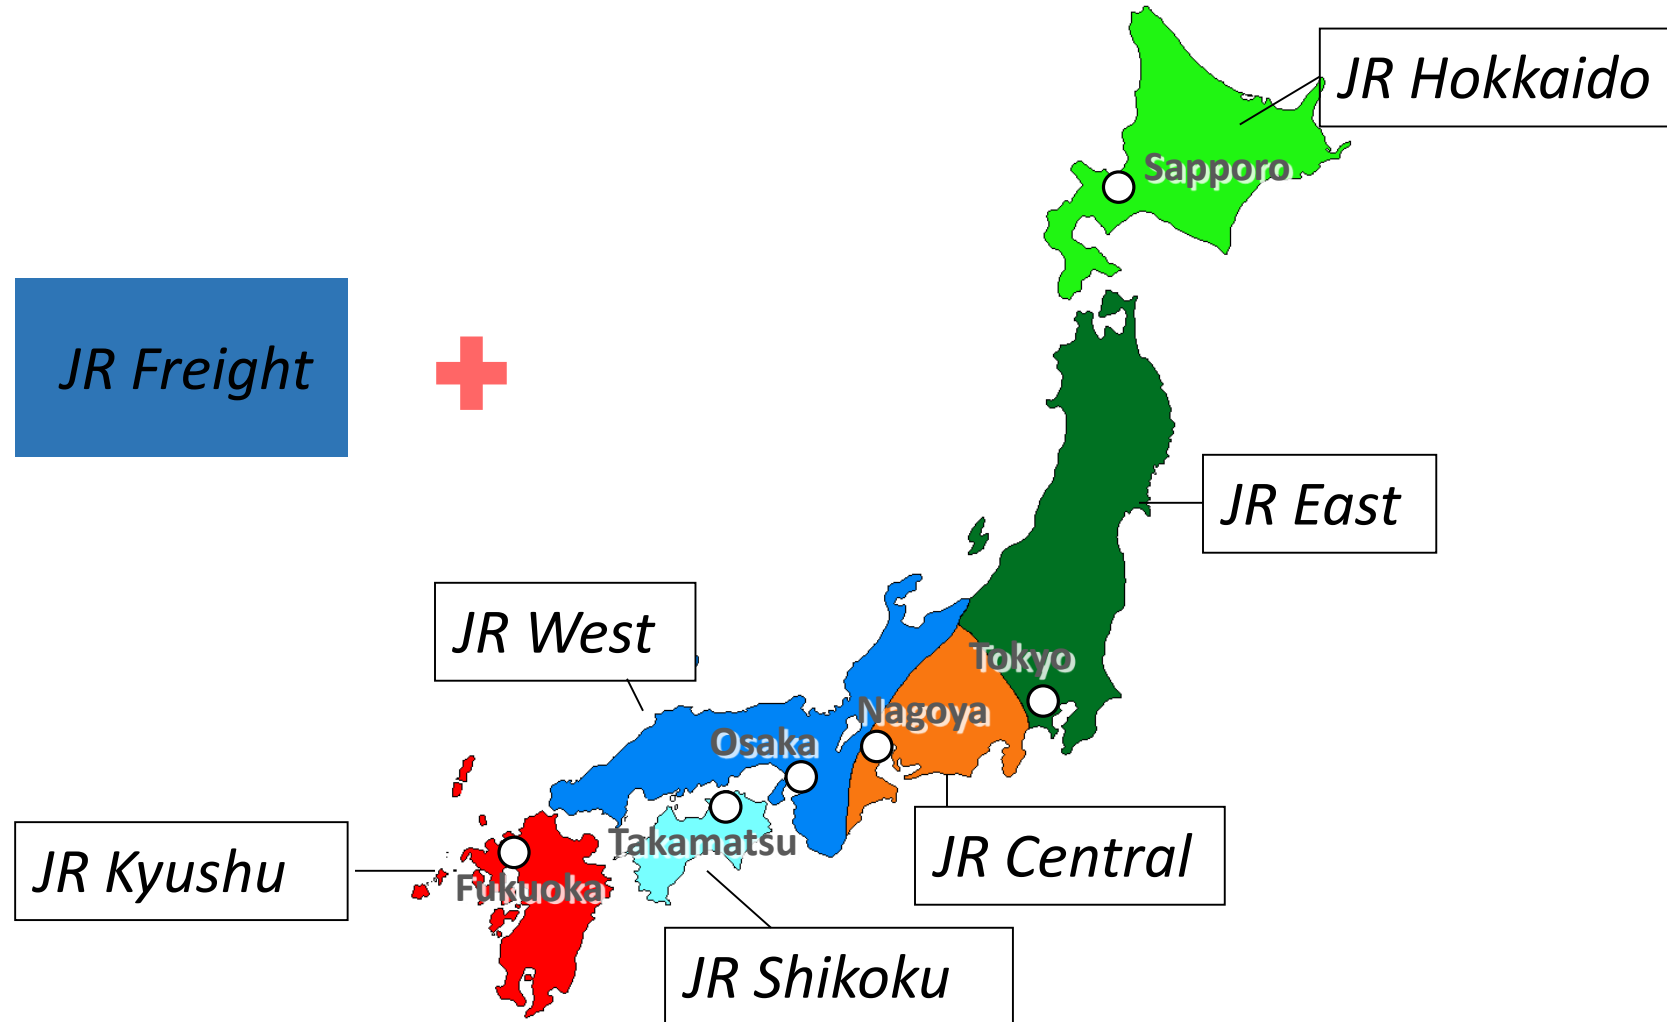 JR Hokkaido
Sapporo
JR Freight
JR East
JR West
Tokyo
Nagoya
Osaka
Takamatsu
JR Central
JR Kyushu
Fukuoka
JR Shikoku